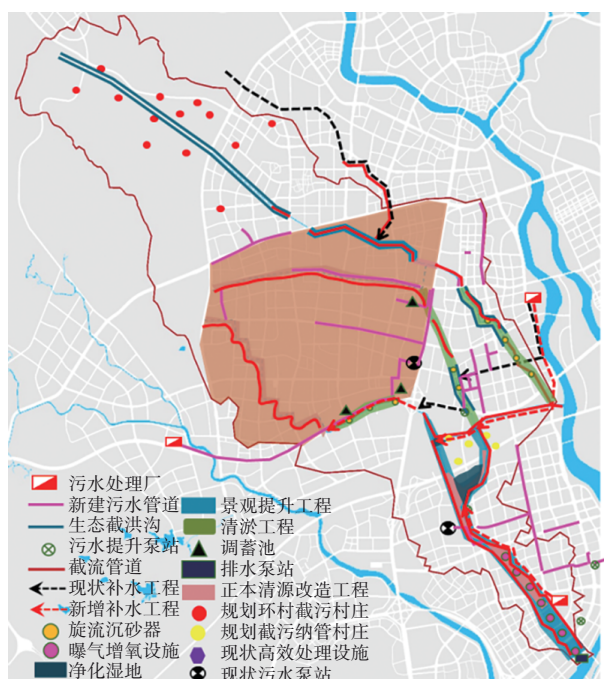 污水处理厂
新建污水管道
生态截洪沟
污水提升泵站
截流管道
现状补水工程
新增补水工程
旋流沉砂器
曝气增氧设施
净化湿地
景观提升工程
清淤工程
调蓄池
排水泵站
正本清源改造工程
规划环村截污村庄
规划截污纳管村庄
现状高效处理设施
现状污水泵站